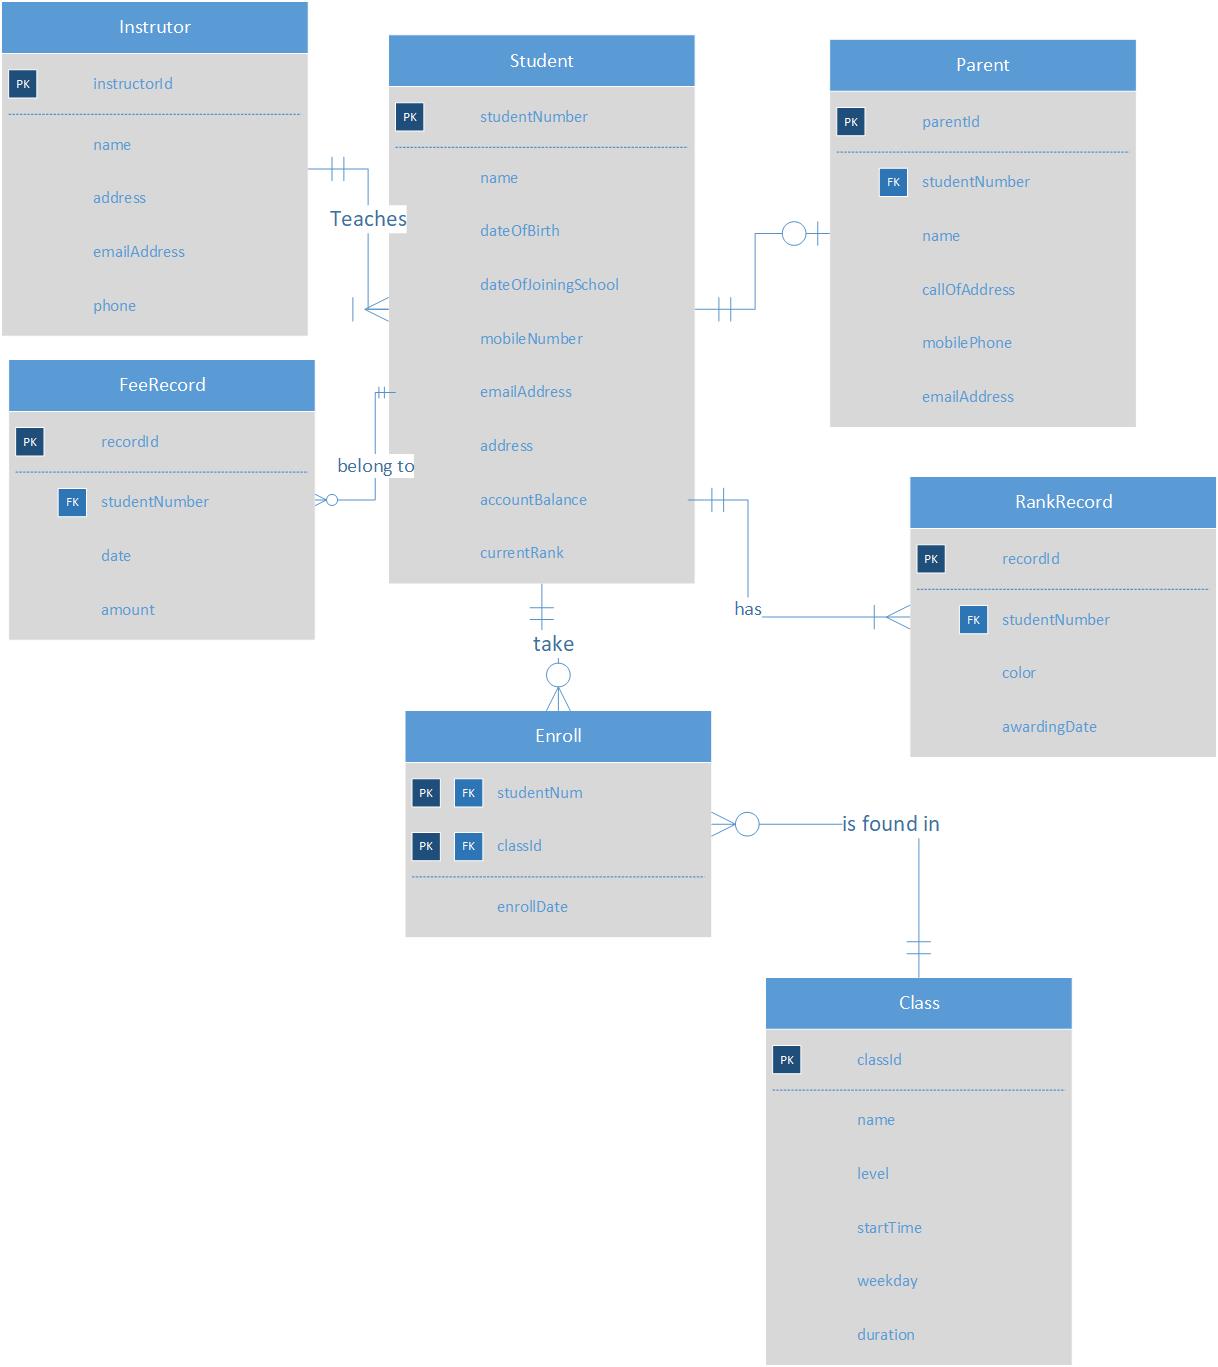 Instrutor
PK instructorId
name
address
emailAddress
phone
Teaches
Student
PK studentNumber
name
dateOfBirth
dateOfJoiningSchool
mobileNumber
emailAddress
address
accountBalance
currentRank
Parent
PK parentId
FK studentNumber
name
callOfAddress
mobilePhone
emailAddress
FeeRecord
PK recordId
FK studentNumber
date
amount
belong to
has
RankRecord
PK recordId
FK studentNumber
color
awardingDate
take
Enroll
PK FK studentNum
PK FK classId
enrollDate
is found in
Class
PK classId
name
level
startTime
weekday
duration